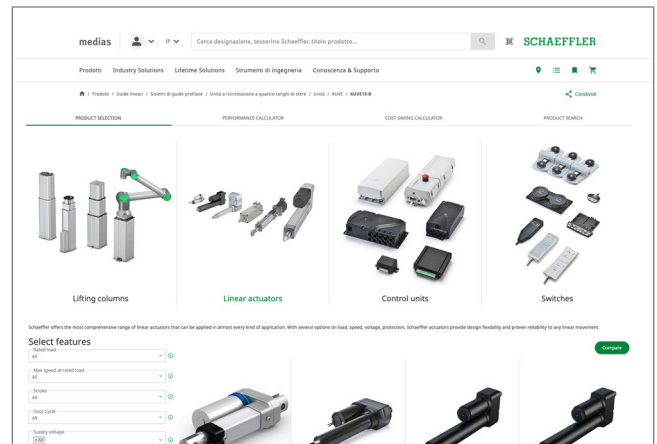 medias
IT
Cerca designazione, tesserino Schaeffler, titolo prodotto...
SCHAEFFLER
Prodotti Industry Solutions Lifetime Solutions Strumenti di ingegneria Conoscenza & Supporto
/ Prodotti / Guide lineari / Sistemi di guide profilate / Unità a ricircolazione a quattro ranghi di sfere / Unità / KUVE / KUVE15-B
Condividi
PRODUCT SELECTION PERFORMANCE CALCULATOR COST SAVING CALCULATOR PRODUCT SEARCH
Lifting columns Linear actuators Control units Switches
Schaeffler offers the most comprehensive range of linear actuators that can be applied in almost every kind of application. With several options on load, speed, voltage, protection, Schaeffler actuators provide design flexibility and proven reliability to any linear movement.
Select features
Compare
Rated load
All
Max speed at rated load
All
Stroke
All
Duty Cycle
All
Supply voltage
× All